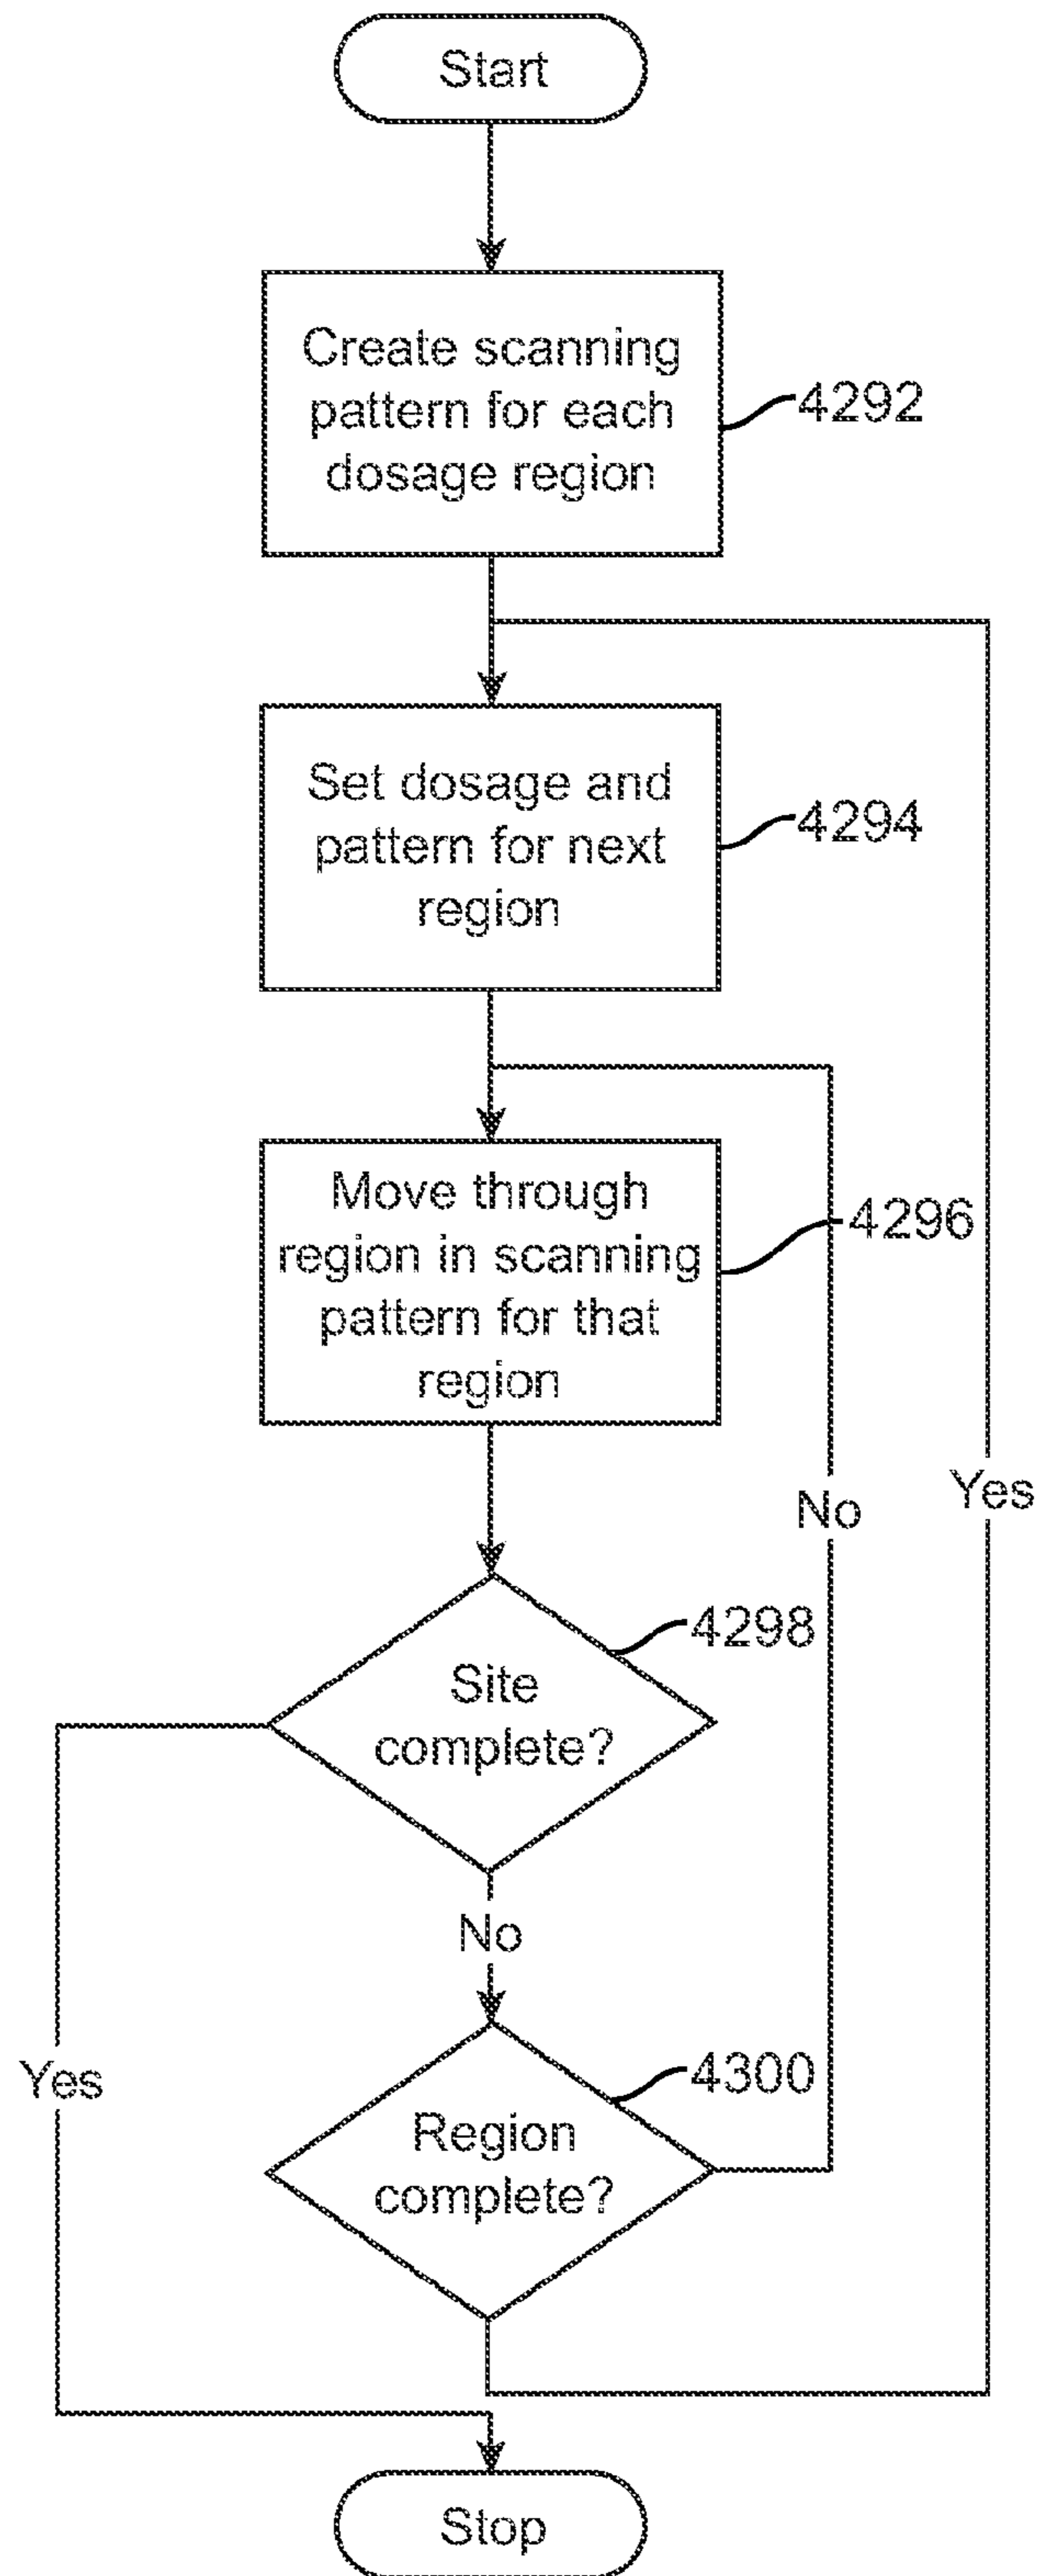 Start
Create scanning
pattern for each
dosage region
4292
Set dosage and
pattern for next
region
4294
Move through
region in scanning
pattern for that
region
4296
No
Yes
Site
complete?
4298
No
Yes
Region
complete?
4300
Stop